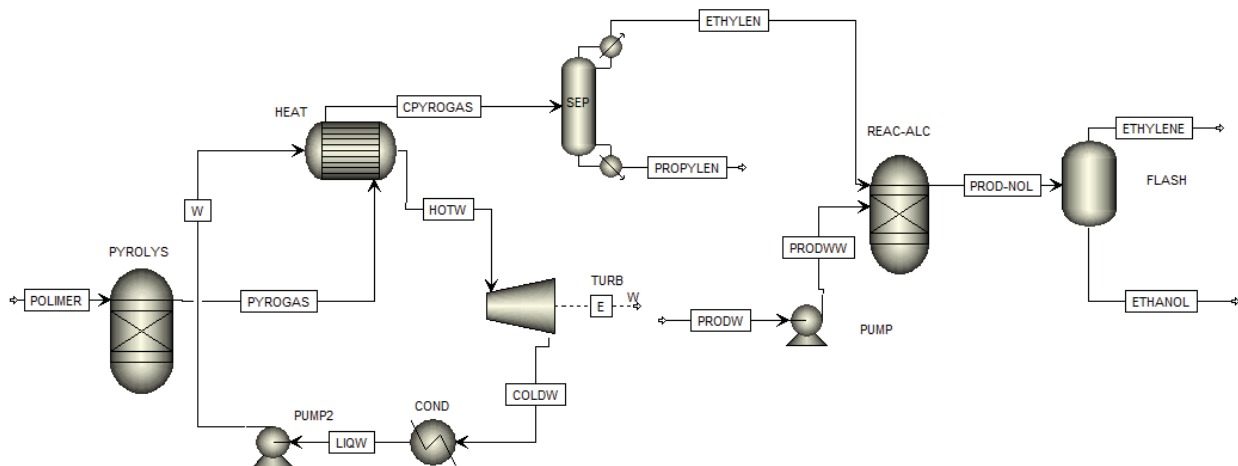 ETHYLEN
HEAT
CPYROGAS
SEP
REAC-ALC
ETHYLENE
PROPYLEN
PROD-NOL
FLASH
W
HOTW
PYROLYS
PRODWW
POLIMER
PYROGAS
TURB
E
W
ETHANOL
PRODW
PUMP
COLDW
PUMP2
COND
LIQW